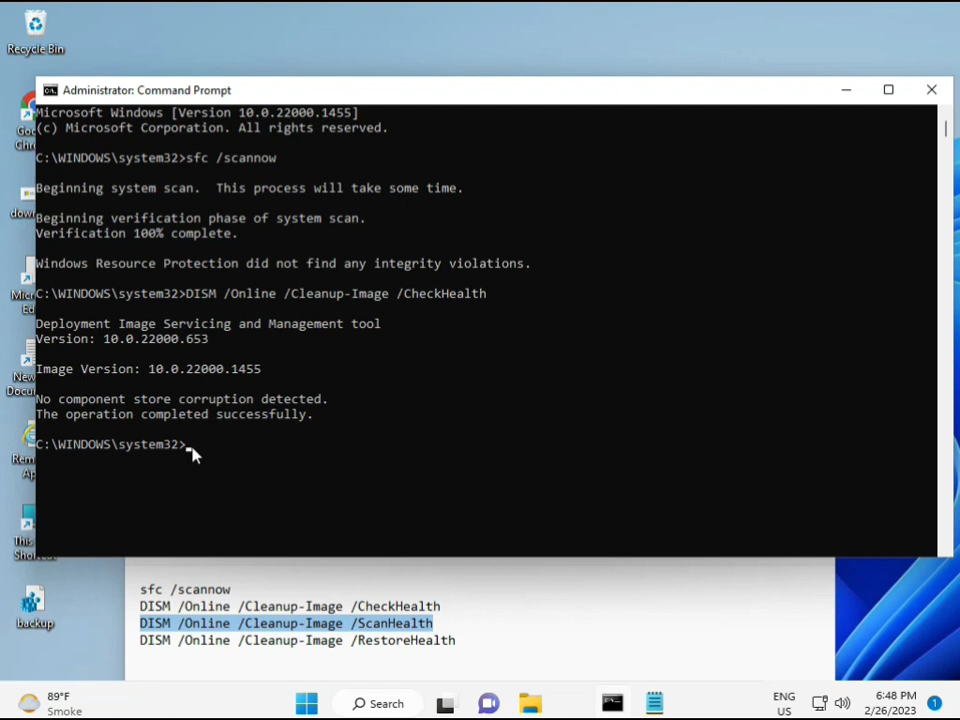 Recycle Bin
Administrator: Command Prompt
Microsoft Windows [Version 10.0.22000.1455]
(c) Microsoft Corporation. All rights reserved.
C:\WINDOWS\system32>sfc /scannow
Beginning system scan.  This process will take some time.
Beginning verification phase of system scan.
Verification 100% complete.
Windows Resource Protection did not find any integrity violations.
C:\WINDOWS\system32>DISM /Online /Cleanup-Image /CheckHealth
Deployment Image Servicing and Management tool
Version: 10.0.22000.653
Image Version: 10.0.22000.1455
No component store corruption detected.
The operation completed successfully.
C:\WINDOWS\system32>
backup
sfc /scannow
DISM /Online /Cleanup-Image /CheckHealth
DISM /Online /Cleanup-Image /ScanHealth
DISM /Online /Cleanup-Image /RestoreHealth
89°F
Smoke
Search
ENG
US
6:48 PM
2/26/2023
1